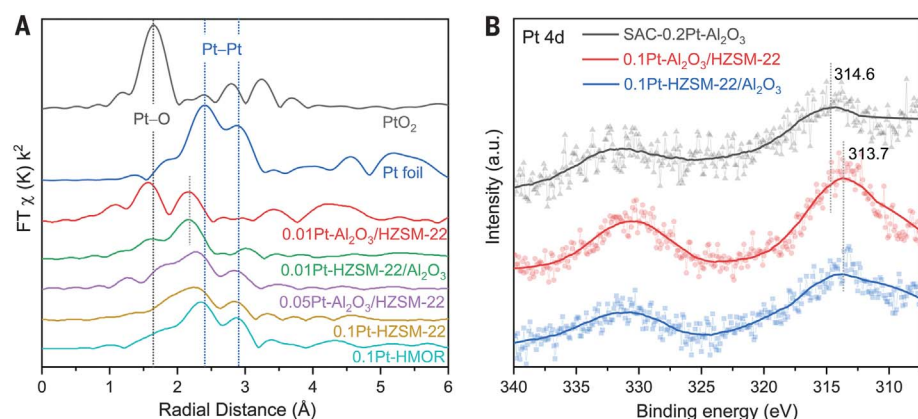 A
Pt–Pt
Pt–O
PtO₂
Pt foil
0.01Pt-Al₂O₃/HZSM-22
0.01Pt-HZSM-22/Al₂O₃
0.05Pt-Al₂O₃/HZSM-22
0.1Pt-HZSM-22
0.1Pt-HMOR
FT χ (K) k²
0 1 2 3 4 5 6
Radial Distance (Å)
B
Pt 4d
SAC-0.2Pt-Al₂O₃
0.1Pt-Al₂O₃/HZSM-22
0.1Pt-HZSM-22/Al₂O₃
314.6
313.7
Intensity (a.u.)
340 335 330 325 320 315 310
Binding energy (eV)